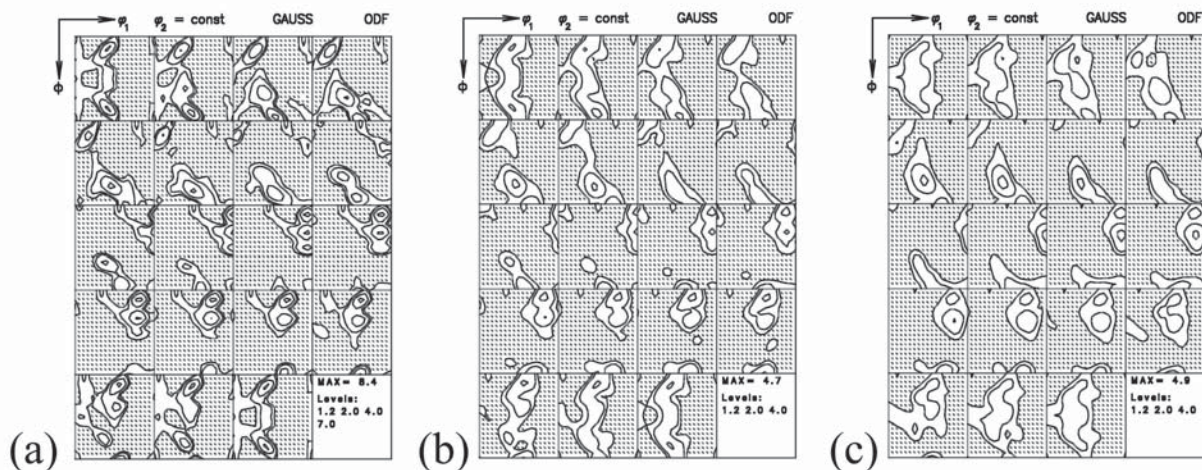 φ₁ φ₂ = const GAUSS ODF
Φ
MAX= 8.4
Levels:
1.2 2.0 4.0
7.0
(a)
φ₁ φ₂ = const GAUSS ODF
Φ
MAX= 4.7
Levels:
1.2 2.0 4.0
(b)
φ₁ φ₂ = const GAUSS ODF
Φ
MAX= 4.9
Levels:
1.2 2.0 4.0
(c)